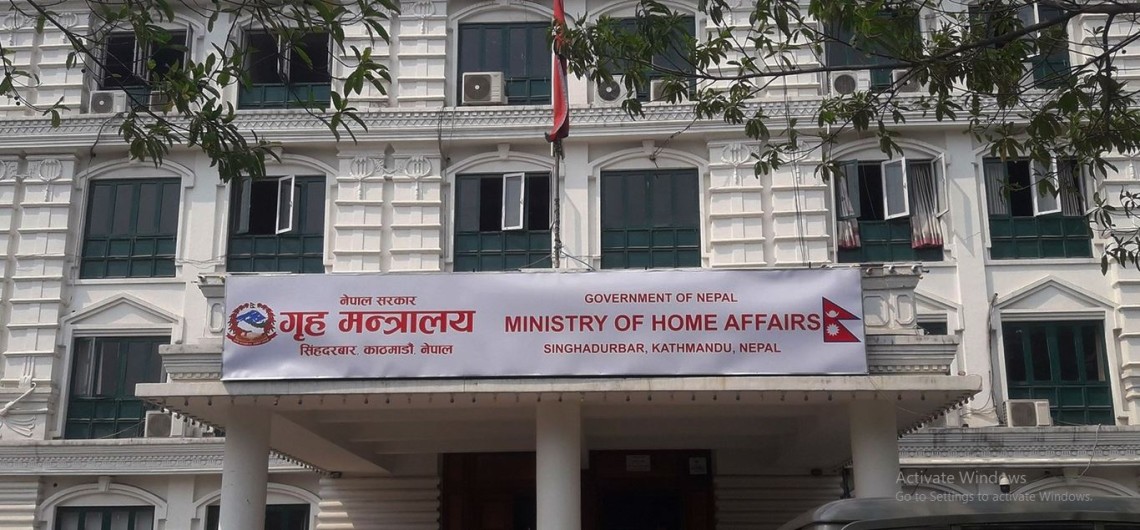 नेपाल सरकार
गृह मन्त्रालय
सिंहदरबार, काठमाडौं, नेपाल
GOVERNMENT OF NEPAL
MINISTRY OF HOME AFFAIRS
SINGHADURBAR, KATHMANDU, NEPAL
Activate Windows
Go to Settings to activate Windows.